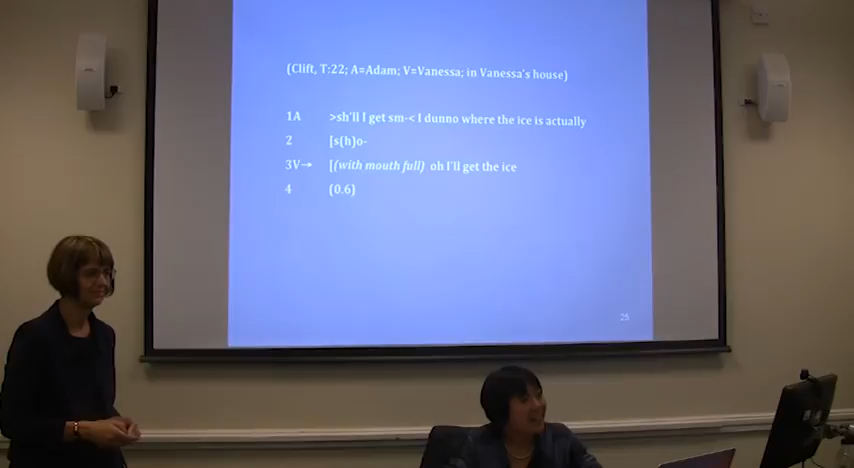 (Clift, T:22; A=Adam; V=Vanessa; in Vanessa's house)
1A >sh'll I get sm-< I dunno where the ice is actually
2 [s(h)o-
3V→ [(with mouth full) oh I'll get the ice
4 (0.6)
25